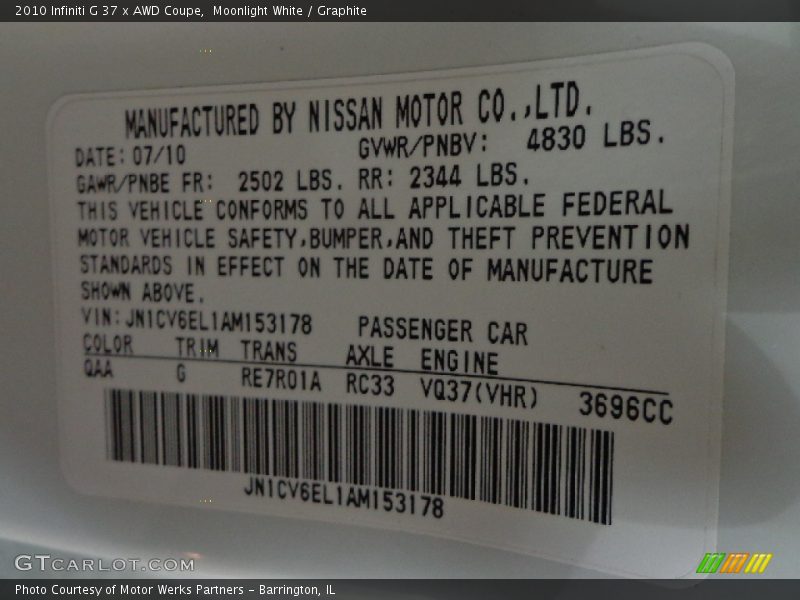 2010 Infiniti G 37 x AWD Coupe,  Moonlight White / Graphite
MANUFACTURED BY NISSAN MOTOR CO.,LTD.
DATE: 07/10 GVWR/PNBV: 4830 LBS.
GAWR/PNBE FR: 2502 LBS. RR: 2344 LBS.
THIS VEHICLE CONFORMS TO ALL APPLICABLE FEDERAL
MOTOR VEHICLE SAFETY,BUMPER,AND THEFT PREVENTION
STANDARDS IN EFFECT ON THE DATE OF MANUFACTURE
SHOWN ABOVE.
VIN: JN1CV6EL1AM153178 PASSENGER CAR
COLOR TRIM TRANS AXLE ENGINE
QAA G RE7R01A RC33 VQ37(VHR) 3696CC
JN1CV6EL1AM153178
GTCARLOT.COM
Photo Courtesy of Motor Werks Partners - Barrington, IL